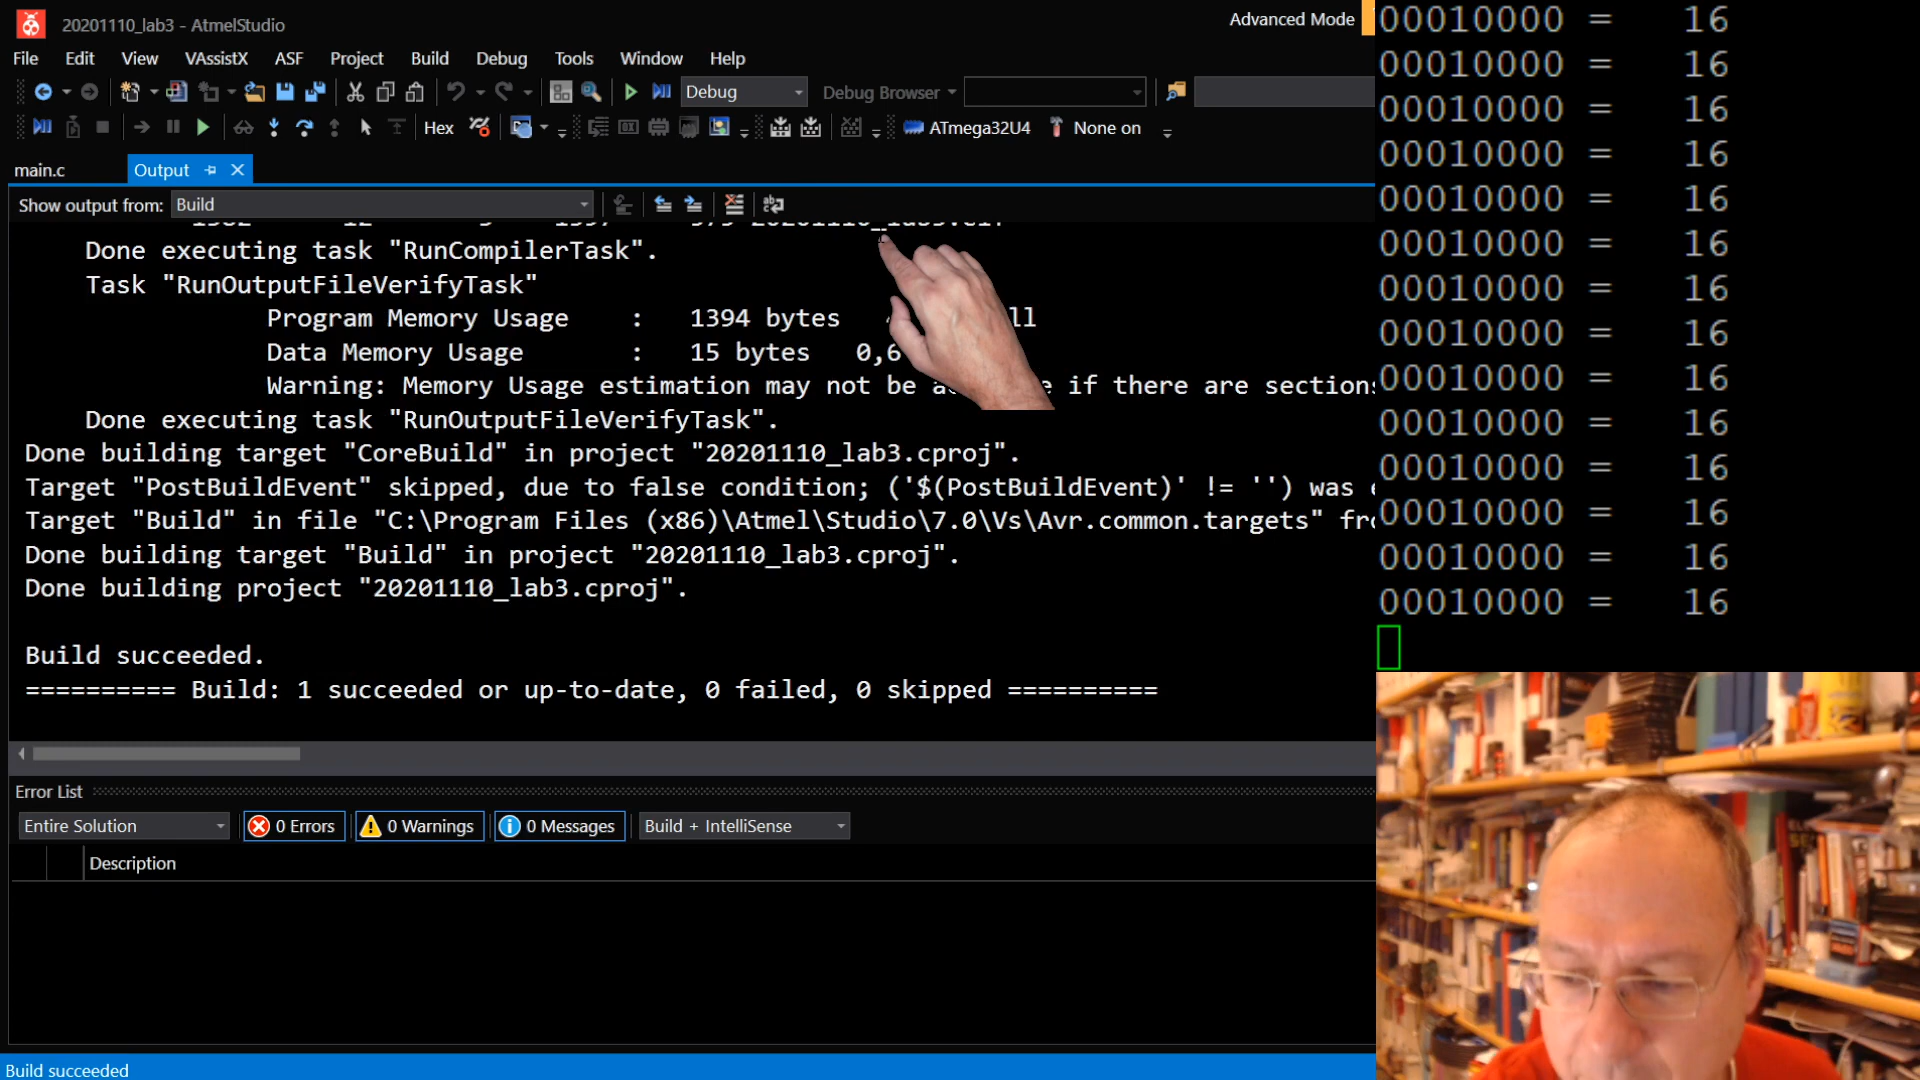 20201110_lab3 - AtmelStudio
Advanced Mode
File Edit View VAssistX ASF Project Build Debug Tools Window Help
Debug Debug Browser
Hex ATmega32U4 None on
main.c Output
Show output from: Build
Done executing task "RunCompilerTask".
Task "RunOutputFileVerifyTask"
Program Memory Usage : 1394 bytes
Data Memory Usage : 15 bytes 0,6
Warning: Memory Usage estimation may not be if there are sections
Done executing task "RunOutputFileVerifyTask".
Done building target "CoreBuild" in project "20201110_lab3.cproj".
Target "PostBuildEvent" skipped, due to false condition; ('$(PostBuildEvent)' != '') was
Target "Build" in file "C:\Program Files (x86)\Atmel\Studio\7.0\Vs\Avr.common.targets"
Done building target "Build" in project "20201110_lab3.cproj".
Done building project "20201110_lab3.cproj".
Build succeeded.
========== Build: 1 succeeded or up-to-date, 0 failed, 0 skipped ==========
Error List
Entire Solution 0 Errors 0 Warnings 0 Messages Build + IntelliSense
Description
Build succeeded
00010000 = 16
00010000 = 16
00010000 = 16
00010000 = 16
00010000 = 16
00010000 = 16
00010000 = 16
00010000 = 16
00010000 = 16
00010000 = 16
00010000 = 16
00010000 = 16
00010000 = 16
00010000 = 16